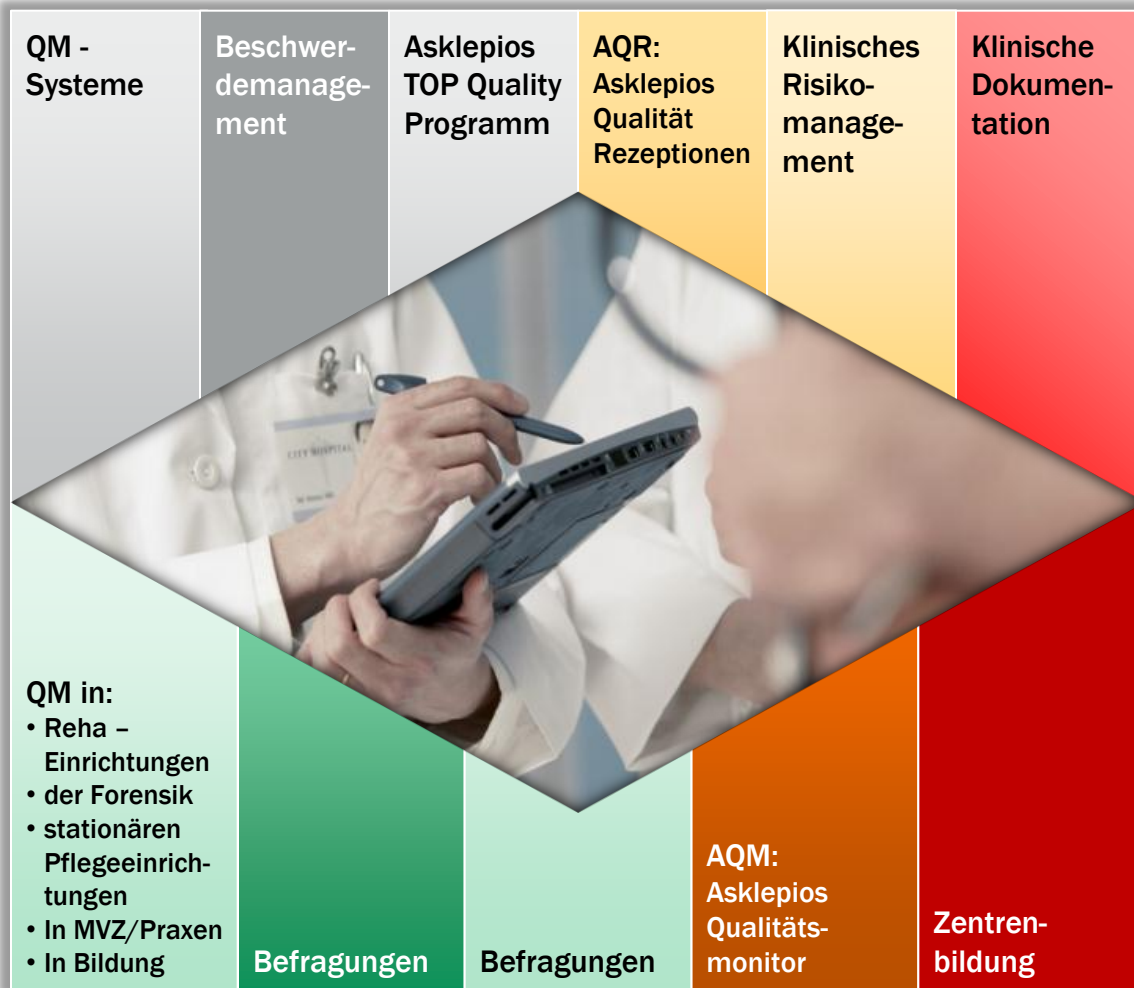 QM -
Systeme
Beschwer-
demanage-
ment
Asklepios
TOP Quality
Programm
AQR:
Asklepios
Qualität
Rezeptionen
Klinisches
Risiko-
manage-
ment
Klinische
Dokumen-
tation
CITY HOSPITAL
QM in:
• Reha –
Einrichtungen
• der Forensik
• stationären
Pflegeeinrich-
tungen
• In MVZ/Praxen
• In Bildung
Befragungen
Befragungen
AQM:
Asklepios
Qualitäts-
monitor
Zentren-
bildung